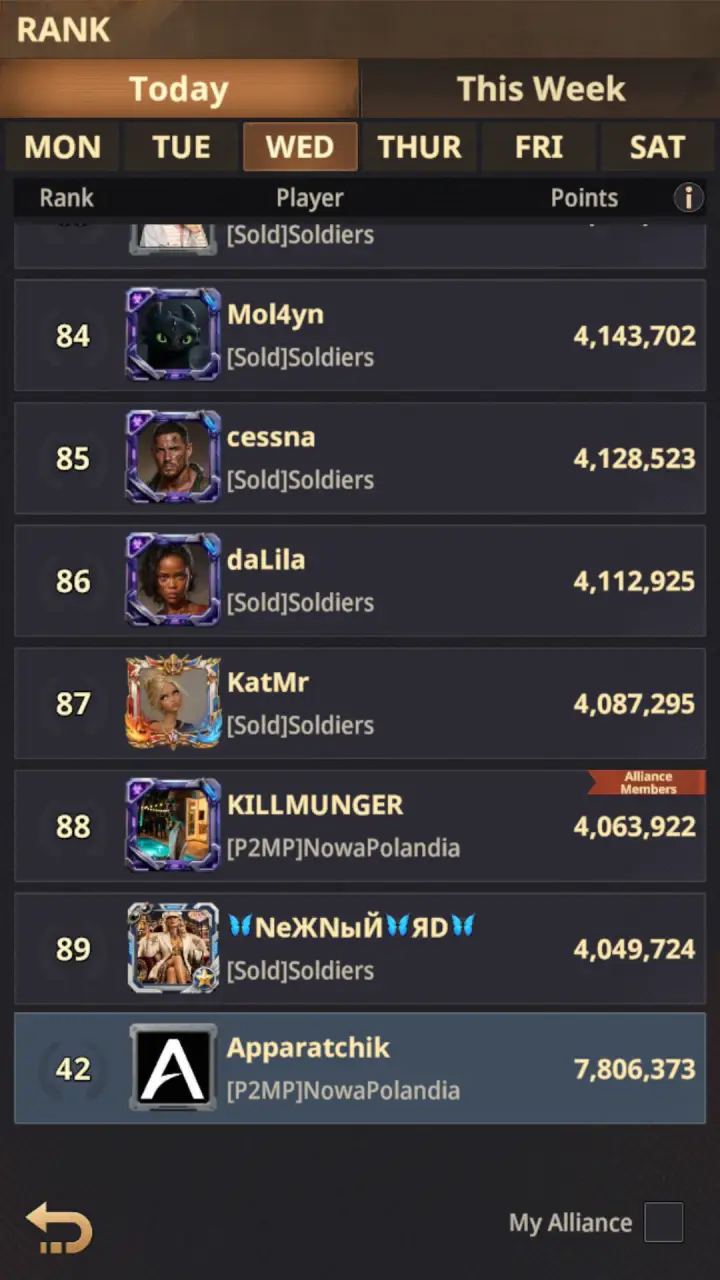 RANK
Today This Week
MON TUE WED THUR FRI SAT
Rank Player Points
[Sold]Soldiers
84 Mol4yn 4,143,702
[Sold]Soldiers
85 cessna 4,128,523
[Sold]Soldiers
86 daLila 4,112,925
[Sold]Soldiers
87 KatMr 4,087,295
[Sold]Soldiers
Alliance Members
88 KILLMUNGER 4,063,922
[P2MP]NowaPolandia
89 🦋NeЖNыЙ🦋ЯD🦋 4,049,724
[Sold]Soldiers
42 Apparatchik 7,806,373
[P2MP]NowaPolandia
My Alliance